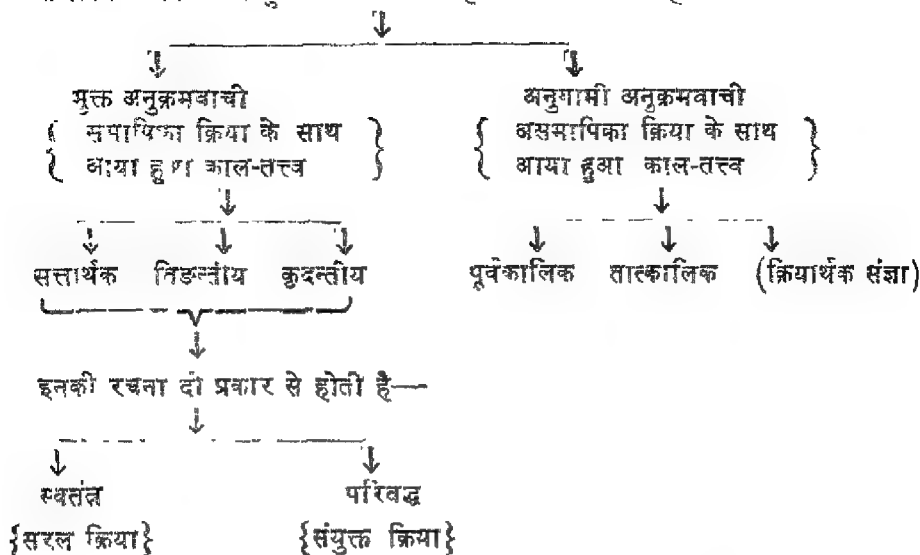 मुक्त अनुक्रमवाची अनुगामी अनुक्रमवाची
{ समापिका क्रिया के साथ } { असमापिका क्रिया के साथ }
{ आया हुआ काल-तत्त्व } { आया हुआ काल-तत्त्व }
सत्तार्थक तिङन्तीय कृदन्तीय पूर्वकालिक तात्कालिक (क्रियार्थक संज्ञा)
इनकी रचना दो प्रकार से होती है—
स्वतंत्र परिबद्ध
{सरल क्रिया} {संयुक्त क्रिया}